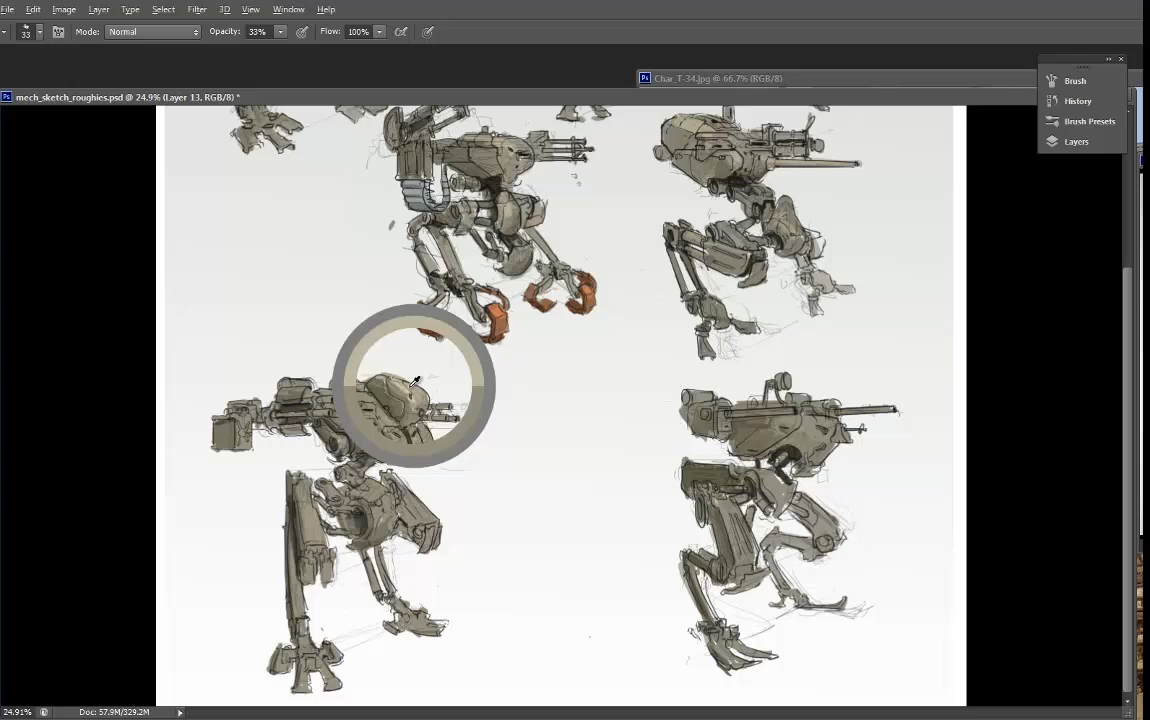 File Edit Image Layer Type Select Filter 3D View Window Help
33 Mode: Normal Opacity: 33% Flow: 100%
Char_T-34.jpg @ 66.7% (RGB/8)
mech_sketch_roughies.psd @ 24.9% (Layer 13, RGB/8) *
Brush
History
Brush Presets
Layers
24.91% Doc: 57.9M/329.2M